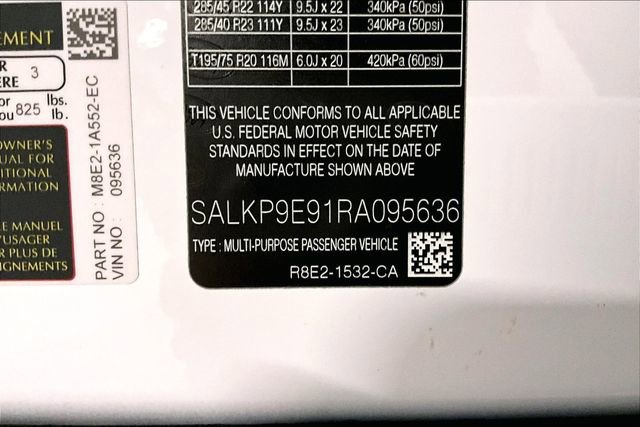 EMENT
R
ERE 3
or lbs.
ou 825 lb.
OWNER'S
UAL FOR
ITIONAL
RMATION
E MANUEL
'USAGER
R PLUS DE
IGNEMENTS
PART NO : M8E2-1A552-EC
VIN NO : 095636
285/45 R22 114Y 9.5J x 22 340kPa (50psi)
285/40 R23 111Y 9.5J x 23 340kPa (50psi)
T195/75 R20 116M 6.0J x 20 420kPa (60psi)
THIS VEHICLE CONFORMS TO ALL APPLICABLE
U.S. FEDERAL MOTOR VEHICLE SAFETY
STANDARDS IN EFFECT ON THE DATE OF
MANUFACTURE SHOWN ABOVE
SALKP9E91RA095636
TYPE : MULTI-PURPOSE PASSENGER VEHICLE
R8E2-1532-CA